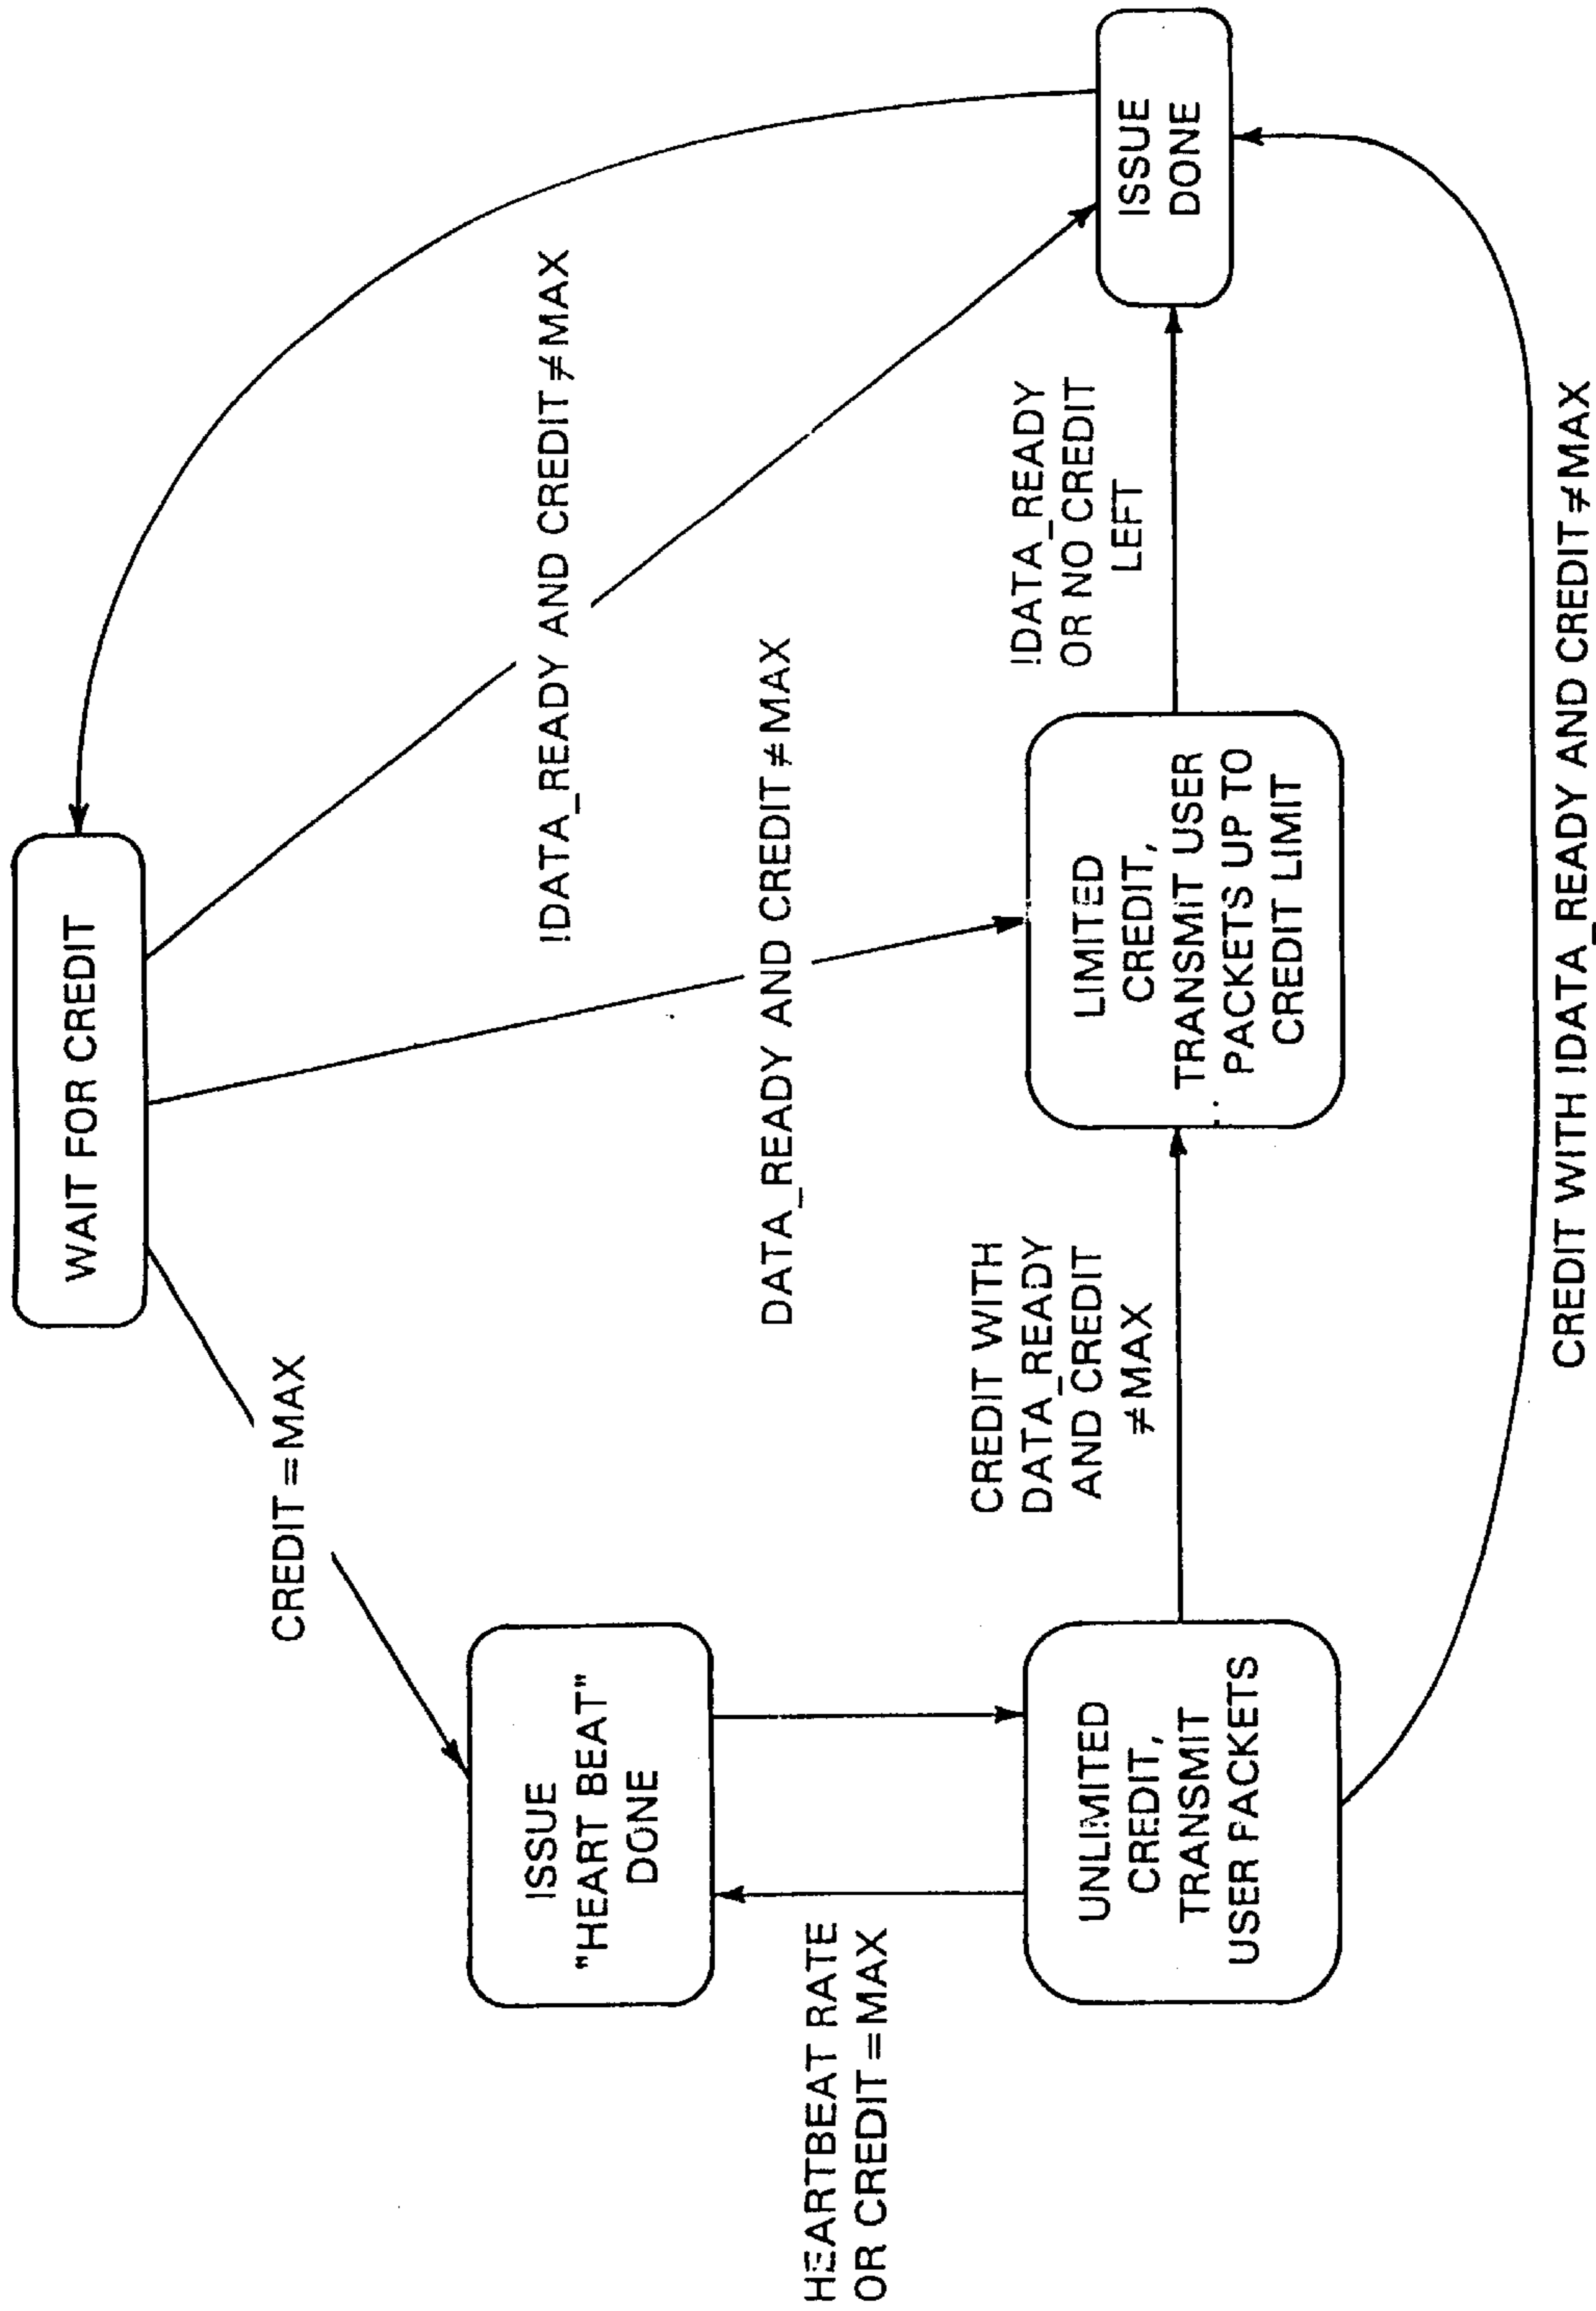 WAIT FOR CREDIT
CREDIT=MAX
!DATA_READY AND CREDIT≠MAX
DATA_READY AND CREDIT≠MAX
ISSUE
"HEART BEAT"
DONE
HEARTBEAT RATE
OR CREDIT=MAX
UNLIMITED
CREDIT,
TRANSMIT
USER PACKETS
CREDIT WITH
DATA_READY
AND CREDIT
≠MAX
LIMITED
CREDIT,
TRANSMIT USER
PACKETS UP TO
CREDIT LIMIT
!DATA_READY
OR NO CREDIT
LEFT
ISSUE
DONE
CREDIT WITH !DATA_READY AND CREDIT≠MAX